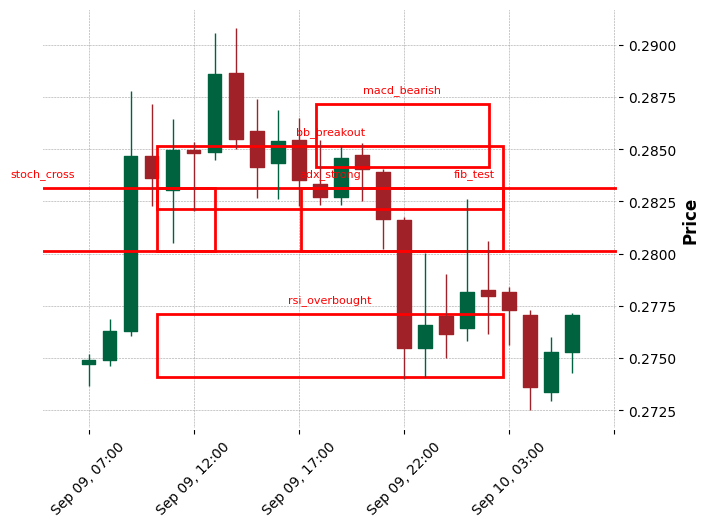 0.2900
macd_bearish
0.2875
bb_breakout
0.2850
stoch_cross
adx_strong
fib_test
0.2825
Price
0.2800
rsi_overbought
0.2775
0.2750
0.2725
Sep 09, 07:00
Sep 09, 12:00
Sep 09, 17:00
Sep 09, 22:00
Sep 10, 03:00